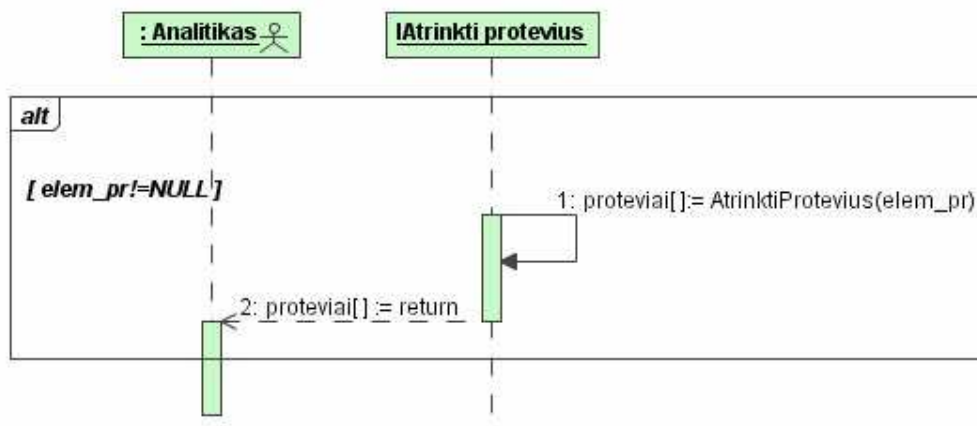 : Analitikas
IAtrinkti protevius
alt
[ elem_pr!=NULL ]
1: proteviai[ ]:= AtrinktiProtevius(elem_pr)
2: proteviai[ ] := return